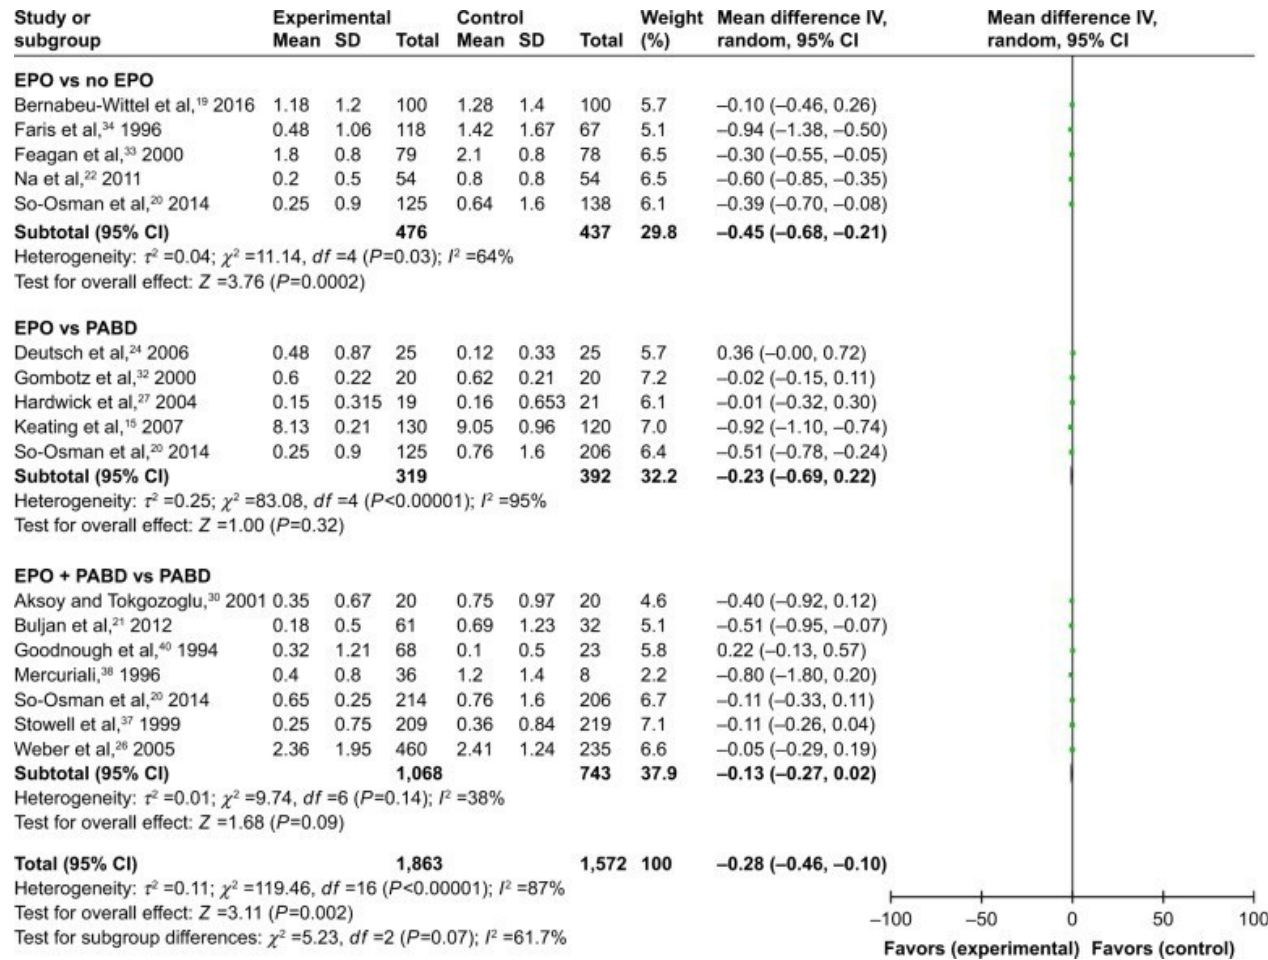 Study or Experimental Control Weight Mean difference IV, Mean difference IV,
subgroup Mean SD Total Mean SD Total (%) random, 95% CI random, 95% CI
EPO vs no EPO
Bernabeu-Wittel et al,¹⁹ 2016 1.18 1.2 100 1.28 1.4 100 5.7 –0.10 (–0.46, 0.26)
Faris et al,³⁴ 1996 0.48 1.06 118 1.42 1.67 67 5.1 –0.94 (–1.38, –0.50)
Feagan et al,³³ 2000 1.8 0.8 79 2.1 0.8 78 6.5 –0.30 (–0.55, –0.05)
Na et al,²² 2011 0.2 0.5 54 0.8 0.8 54 6.5 –0.60 (–0.85, –0.35)
So-Osman et al,²⁰ 2014 0.25 0.9 125 0.64 1.6 138 6.1 –0.39 (–0.70, –0.08)
Subtotal (95% CI) 476 437 29.8 –0.45 (–0.68, –0.21)
Heterogeneity: τ² =0.04; χ² =11.14, df =4 (P=0.03); I² =64%
Test for overall effect: Z =3.76 (P=0.0002)
EPO vs PABD
Deutsch et al,²⁴ 2006 0.48 0.87 25 0.12 0.33 25 5.7 0.36 (–0.00, 0.72)
Gombotz et al,³² 2000 0.6 0.22 20 0.62 0.21 20 7.2 –0.02 (–0.15, 0.11)
Hardwick et al,²⁷ 2004 0.15 0.315 19 0.16 0.653 21 6.1 –0.01 (–0.32, 0.30)
Keating et al,¹⁵ 2007 8.13 0.21 130 9.05 0.96 120 7.0 –0.92 (–1.10, –0.74)
So-Osman et al,²⁰ 2014 0.25 0.9 125 0.76 1.6 206 6.4 –0.51 (–0.78, –0.24)
Subtotal (95% CI) 319 392 32.2 –0.23 (–0.69, 0.22)
Heterogeneity: τ² =0.25; χ² =83.08, df =4 (P<0.00001); I² =95%
Test for overall effect: Z =1.00 (P=0.32)
EPO + PABD vs PABD
Aksoy and Tokgozoglu,³⁰ 2001 0.35 0.67 20 0.75 0.97 20 4.6 –0.40 (–0.92, 0.12)
Buljan et al,²¹ 2012 0.18 0.5 61 0.69 1.23 32 5.1 –0.51 (–0.95, –0.07)
Goodnough et al,⁴⁰ 1994 0.32 1.21 68 0.1 0.5 23 5.8 0.22 (–0.13, 0.57)
Mercuriali,³⁸ 1996 0.4 0.8 36 1.2 1.4 8 2.2 –0.80 (–1.80, 0.20)
So-Osman et al,²⁰ 2014 0.65 0.25 214 0.76 1.6 206 6.7 –0.11 (–0.33, 0.11)
Stowell et al,³⁷ 1999 0.25 0.75 209 0.36 0.84 219 7.1 –0.11 (–0.26, 0.04)
Weber et al,²⁶ 2005 2.36 1.95 460 2.41 1.24 235 6.6 –0.05 (–0.29, 0.19)
Subtotal (95% CI) 1,068 743 37.9 –0.13 (–0.27, 0.02)
Heterogeneity: τ² =0.01; χ² =9.74, df =6 (P=0.14); I² =38%
Test for overall effect: Z =1.68 (P=0.09)
Total (95% CI) 1,863 1,572 100 –0.28 (–0.46, –0.10)
Heterogeneity: τ² =0.11; χ² =119.46, df =16 (P<0.00001); I² =87%
Test for overall effect: Z =3.11 (P=0.002)
Test for subgroup differences: χ² =5.23, df =2 (P=0.07); I² =61.7%
–100 –50 0 50 100
Favors (experimental) Favors (control)